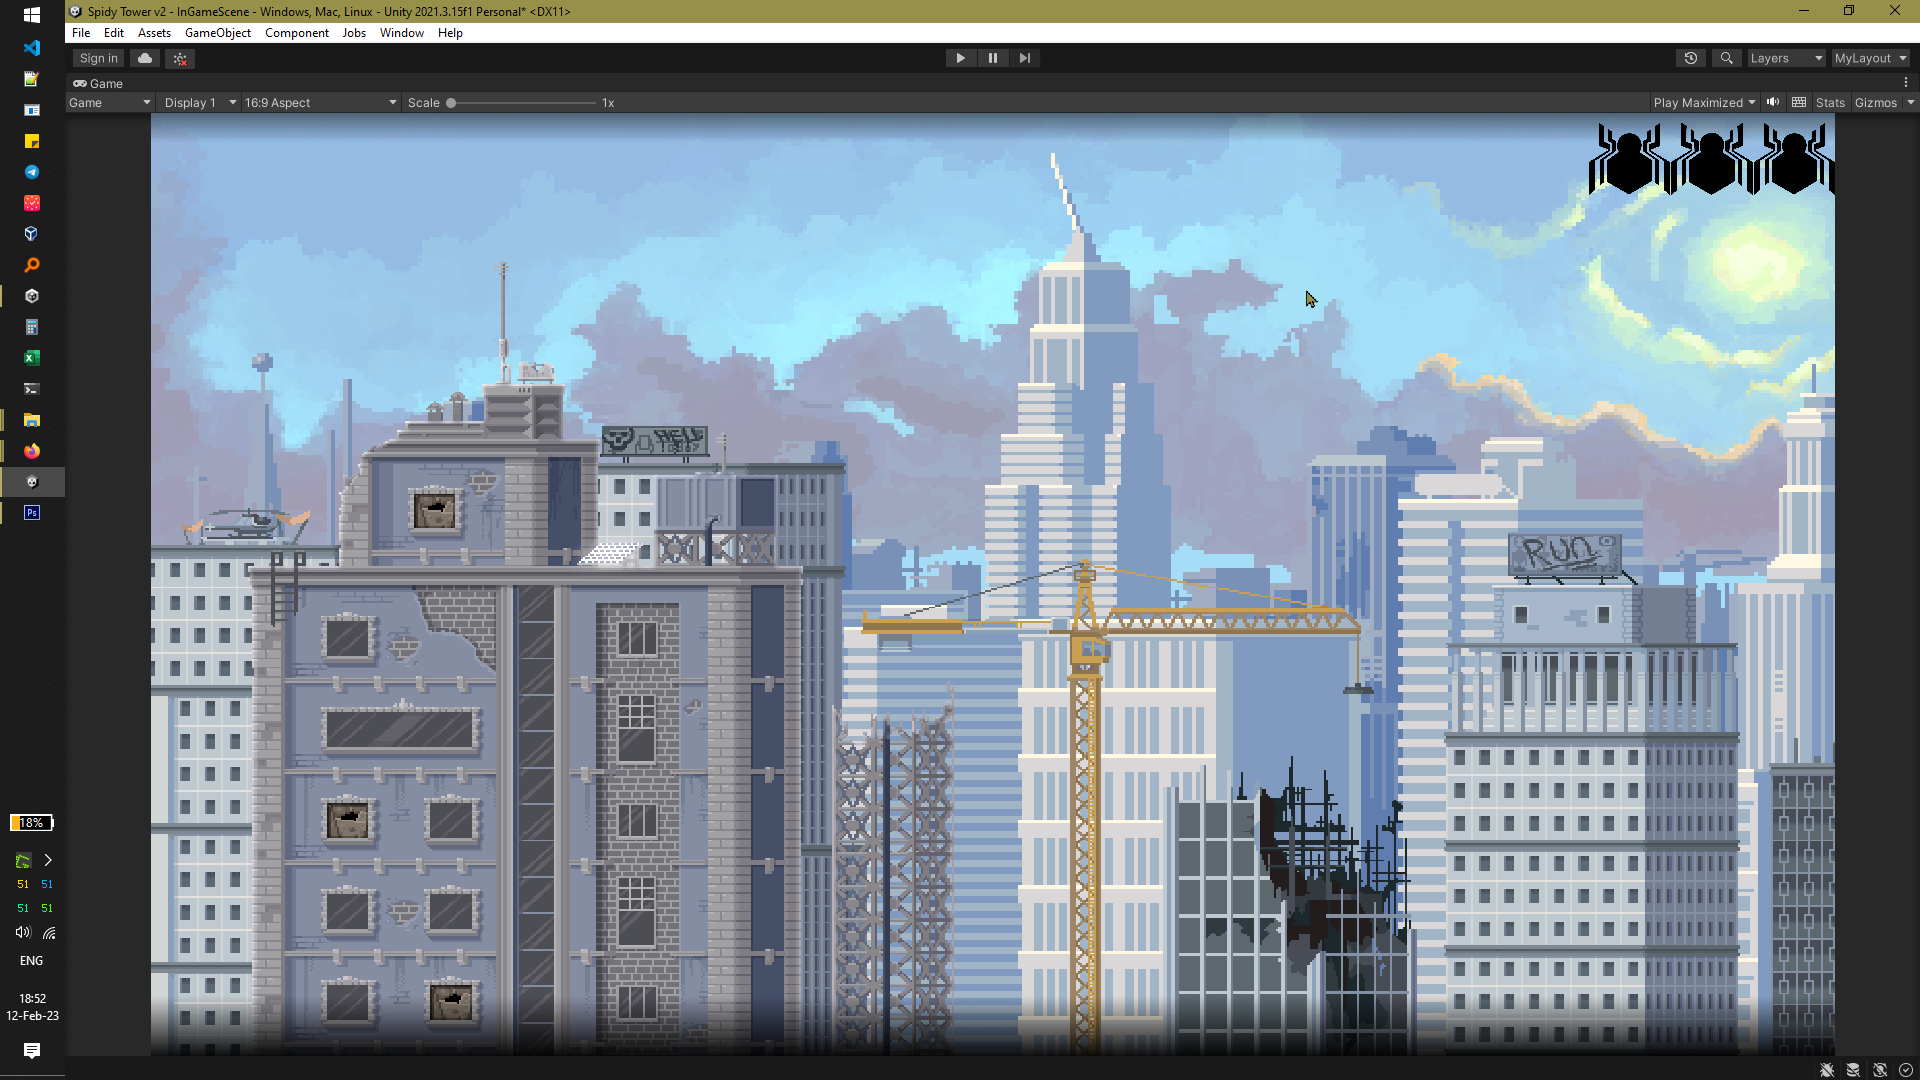 Spidy Tower v2 - InGameScene - Windows, Mac, Linux - Unity 2021.3.15f1 Personal* <DX11>
File Edit Assets GameObject Component Jobs Window Help
Sign in
Layers
MyLayout
Game
Game
Display 1
16:9 Aspect
Scale
1x
Play Maximized
Stats
Gizmos
RUN
Ps
18%
51 51
51 51
ENG
18:52
12-Feb-23